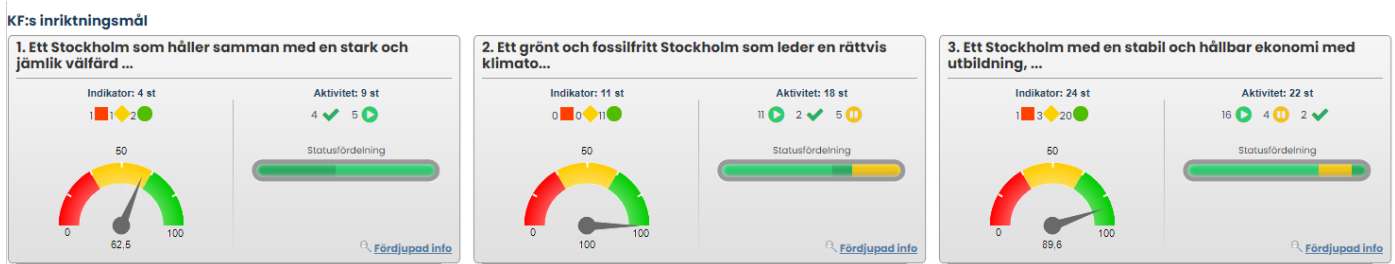 KF:s inriktningsmål
1. Ett Stockholm som håller samman med en stark och
jämlik välfärd ...
Indikator: 4 st
1 1 2
Aktivitet: 9 st
4 5
Statusfördelning
50
0
100
62,5
Fördjupad info
2. Ett grönt och fossilfritt Stockholm som leder en rättvis
klimato...
Indikator: 11 st
0 0 11
Aktivitet: 18 st
11 2 5
Statusfördelning
50
0
100
100
Fördjupad info
3. Ett Stockholm med en stabil och hållbar ekonomi med
utbildning, ...
Indikator: 24 st
1 3 20
Aktivitet: 22 st
16 4 2
Statusfördelning
50
0
100
89,6
Fördjupad info